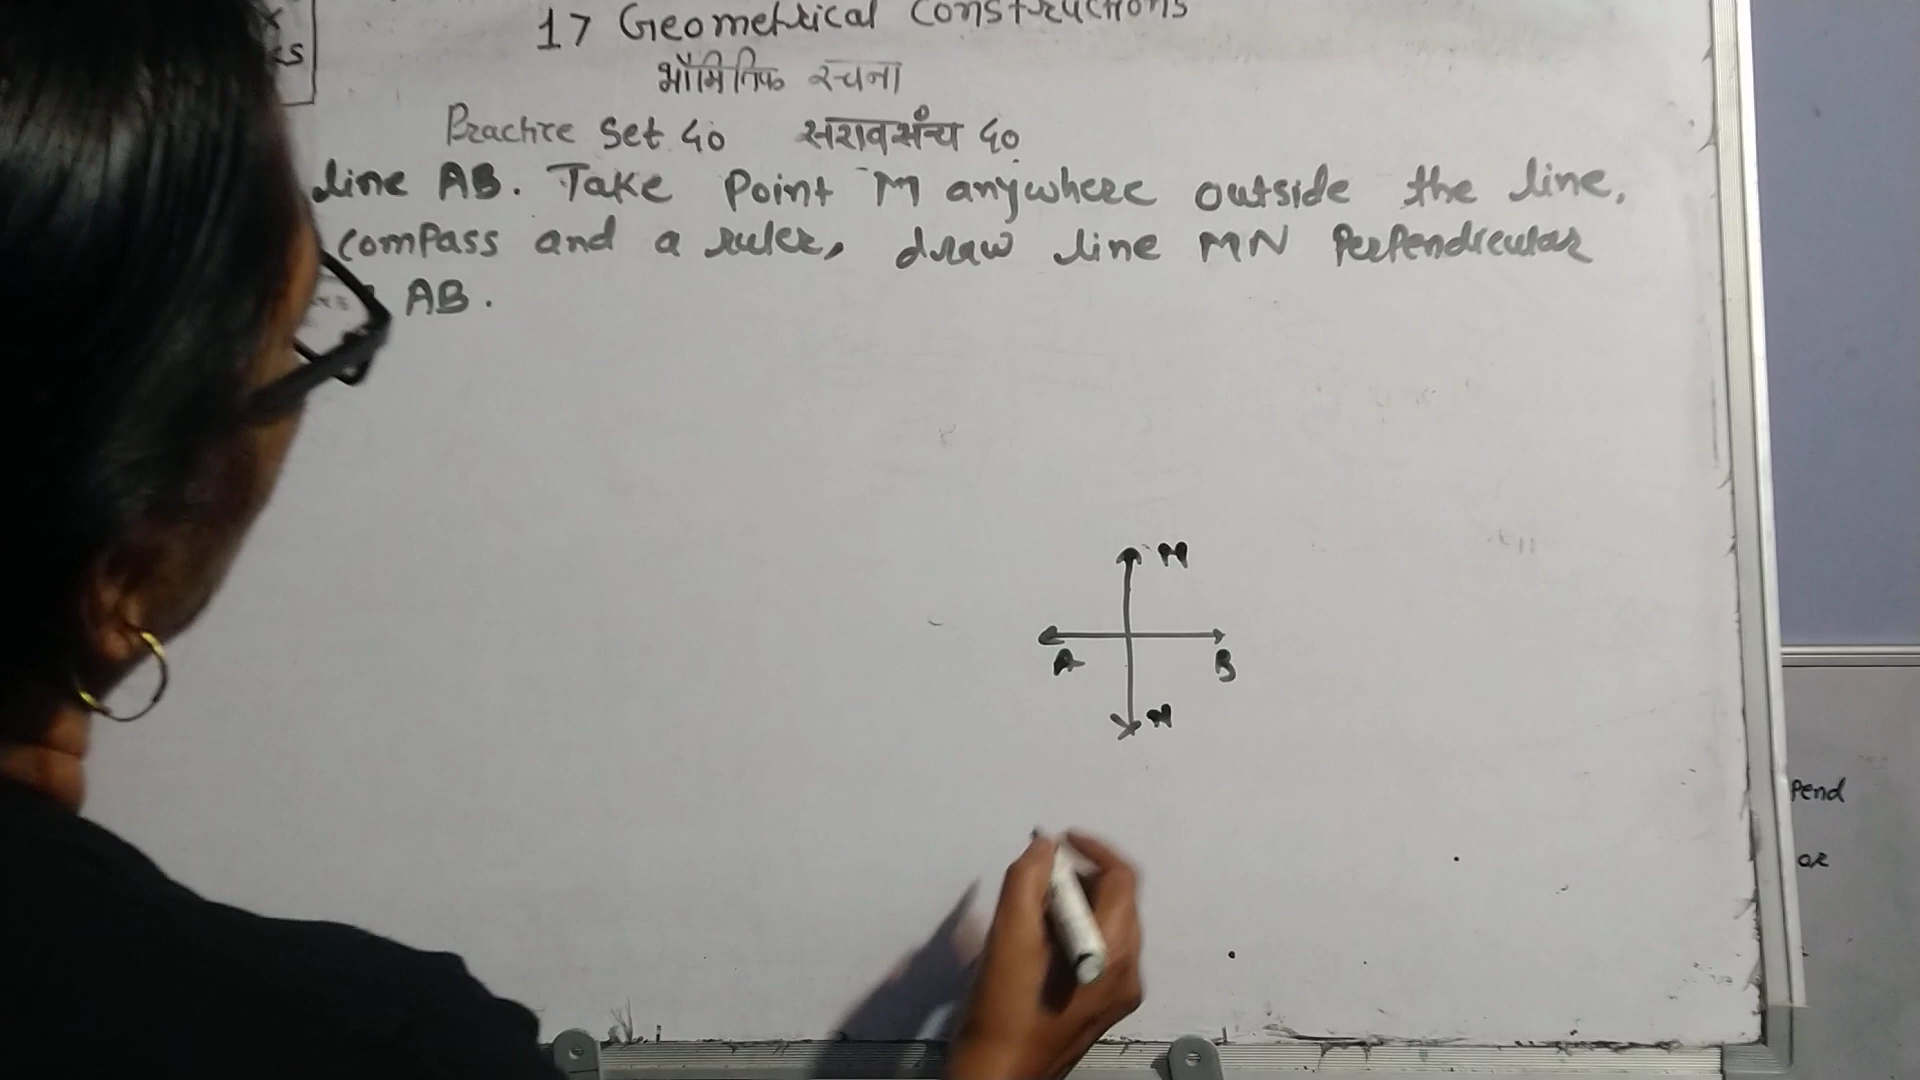 17 Geometrical Constructions
भौमितिक रचना
Practice Set 40 सरावसंच 40
line AB. Take Point M anywhere outside the line,
compass and a ruler, draw line MN Perpendicular
AB.
M
A B
N
Pend
or